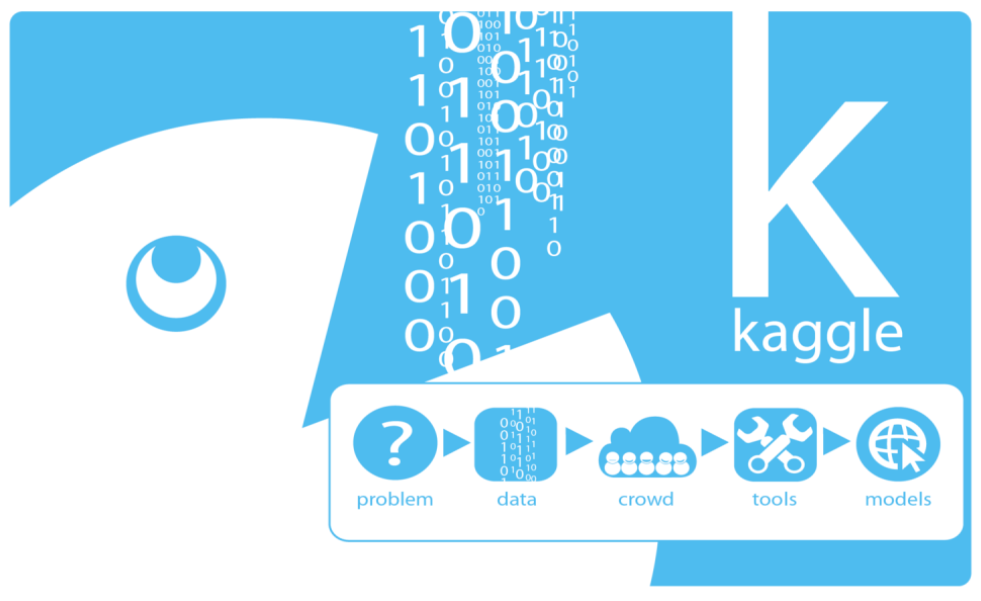 k
kaggle
?
problem
data
crowd
tools
models